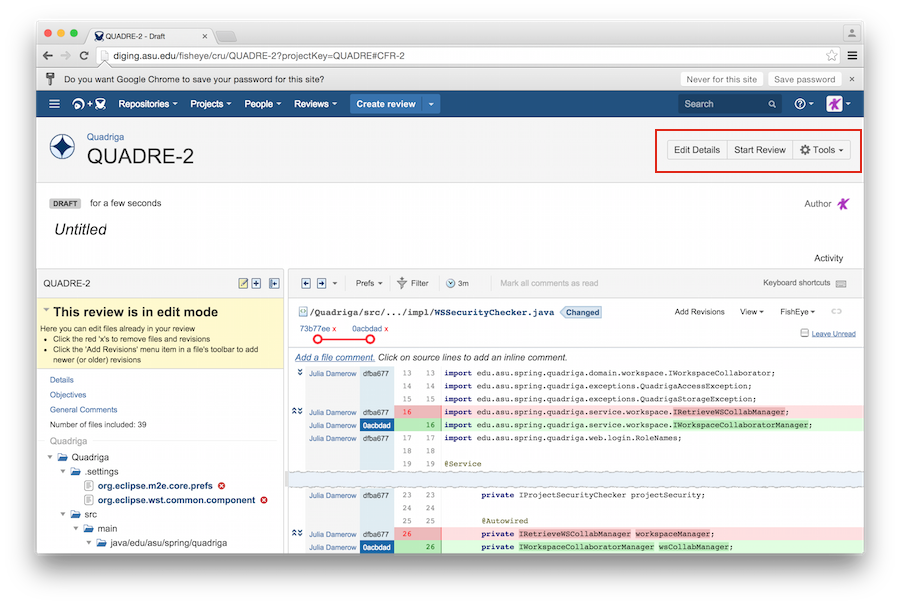 QUADRE-2 - Draft
diging.asu.edu/fisheye/cru/QUADRE-2?projectKey=QUADRE#CFR-2
Do you want Google Chrome to save your password for this site? Never for this site Save password
+ Repositories Projects People Reviews Create review Search
Quadriga
QUADRE-2
Edit Details Start Review Tools
DRAFT for a few seconds Author
Untitled
Activity
QUADRE-2
Prefs Filter 3m Mark all comments as read Keyboard shortcuts
This review is in edit mode
Here you can edit files already in your review
• Click the red 'x's to remove files and revisions
• Click the 'Add Revisions' menu item in a file's toolbar to add
newer (or older) revisions
Details
Objectives
General Comments
Number of files included: 39
Quadriga
Quadriga
.settings
org.eclipse.m2e.core.prefs
org.eclipse.wst.common.component
src
main
java/edu/asu/spring/quadriga
/Quadriga/src/.../impl/WSSecurityChecker.java Changed Add Revisions View FishEye
73b77ee x 0acbdad x
Leave Unread
Add a file comment. Click on source lines to add an inline comment.
Julia Damerow dfba677 13 13 import edu.asu.spring.quadriga.domain.workspace.IWorkspaceCollaborator;
14 14 import edu.asu.spring.quadriga.exceptions.QuadrigaAccessException;
15 15 import edu.asu.spring.quadriga.exceptions.QuadrigaStorageException;
Julia Damerow dfba677 16 import edu.asu.spring.quadriga.service.workspace.IRetrieveWSCollabManager;
Julia Damerow 0acbdad 16 import edu.asu.spring.quadriga.service.workspace.IWorkspaceCollaboratorManager;
Julia Damerow dfba677 17 17 import edu.asu.spring.quadriga.web.login.RoleNames;
18 18
19 19 @Service
Julia Damerow dfba677 23 23 private IProjectSecurityChecker projectSecurity;
24 24
25 25 @Autowired
Julia Damerow dfba677 26 private IRetrieveWSCollabManager workspaceManager;
Julia Damerow 0acbdad 26 private IWorkspaceCollaboratorManager wsCollabManager;